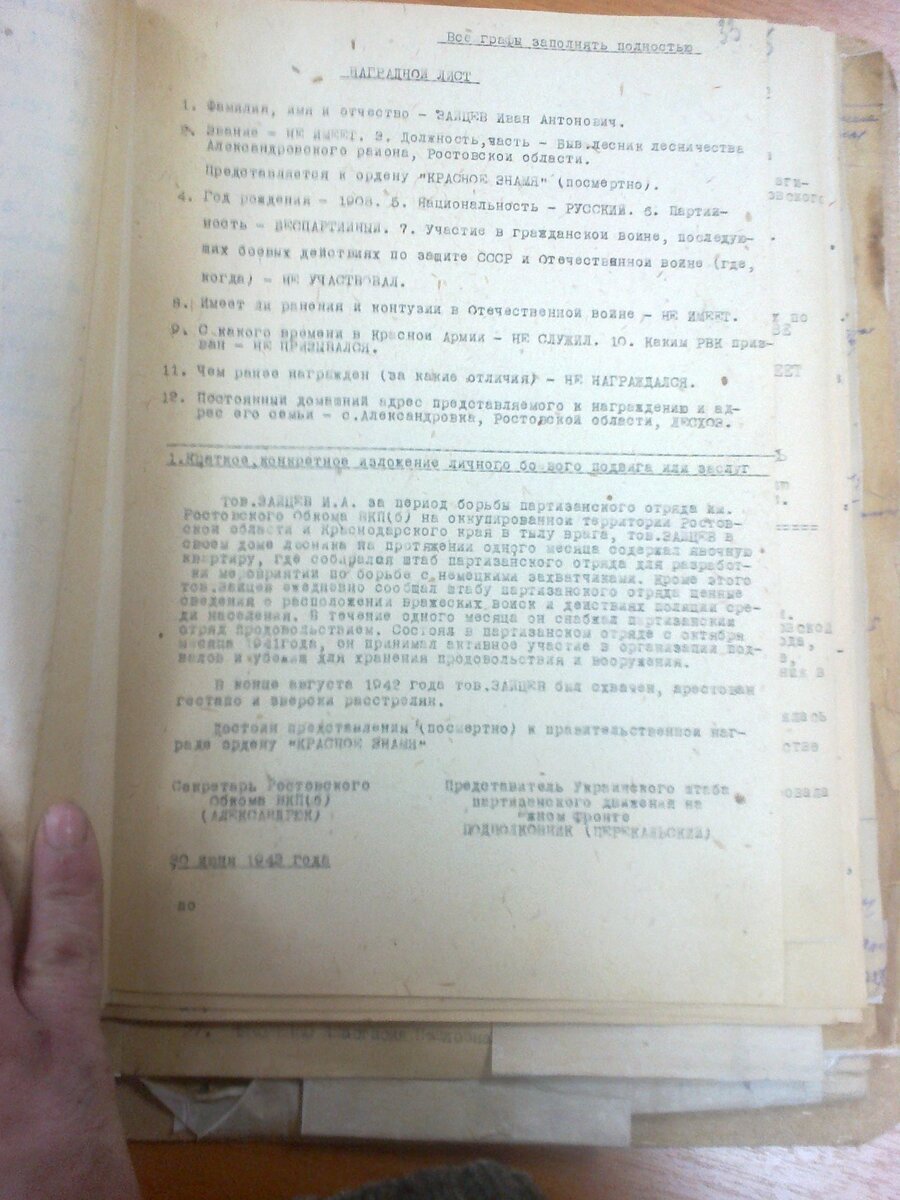 33
Все графы заполнять полностью
НАГРАДНОЙ ЛИСТ
1. Фамилия, имя и отчество - ЗАЙЦЕВ Иван Антонович.
2. Звание - НЕ ИМЕЕТ. 3. Должность, часть - Быв.лесник лесничества
Александровского района, Ростовской области.
Представляется к ордену "КРАСНОЕ ЗНАМЯ" (посмертно).
4. Год рождения - 1908. 5. Национальность - РУССКИЙ. 6. Партий-
ность - БЕСПАРТИЙНЫЙ. 7. Участие в гражданской войне, последую-
щих боевых действиях по защите СССР и Отечественной войне (где,
когда) - НЕ УЧАСТВОВАЛ.
8. Имеет ли ранения и контузии в Отечественной войне - НЕ ИМЕЕТ.
9. С какого времени в Красной Армии - НЕ СЛУЖИЛ. 10. Каким РВК приз-
ван - НЕ ПРИЗЫВАЛСЯ.
11. Чем ранее награжден (за какие отличия) - НЕ НАГРАЖДАЛСЯ.
12. Постоянный домашний адрес представляемого к награждению и ад-
рес его семьи - с.Александровка, Ростовской области, ЛЕСХОЗ.
1.Краткое,конкретное изложение личного боевого подвига или заслуг
Тов.ЗАЙЦЕВ И.А. за период борьбы партизанского отряда им.
Ростовского Обкома ВКП(б) на оккупированной территории Ростов-
ской области и Краснодарского края в тылу врага, тов.ЗАЙЦЕВ в
своем доме лесника на протяжении одного месяца содержал явочную
квартиру, где собирался штаб партизанского отряда для разработ-
ки мероприятий по борьбе с немецкими захватчиками. Кроме этого
тов.Зайцев ежедневно сообщал штабу партизанского отряда ценные
сведения о расположении вражеских войск и действиях полиции сре-
ди населения. В течение одного месяца он снабжал партизанский
отряд продовольствием. Состоял в партизанском отряде с октября
месяца 1941года, он принимал активное участие в организации под-
валов и убежищ для хранения продовольствия и вооружения.
В конце августа 1942 года тов.ЗАЙЦЕВ был схвачен, арестован
гестапо и зверски расстрелян.
Достоин представления (посмертно) к правительственной наг-
раде ордену "КРАСНОЕ ЗНАМЯ"
Секретарь Ростовского
Обкома ВКП(б)
(АЛЕКСАНДРЮК)
Представитель Украинского штаба
партизанского движения на
жном фронте
ПОДПОЛКОВНИК (ПЕРЕКАЛЬСКИЙ)
20 июня 1943 года
по